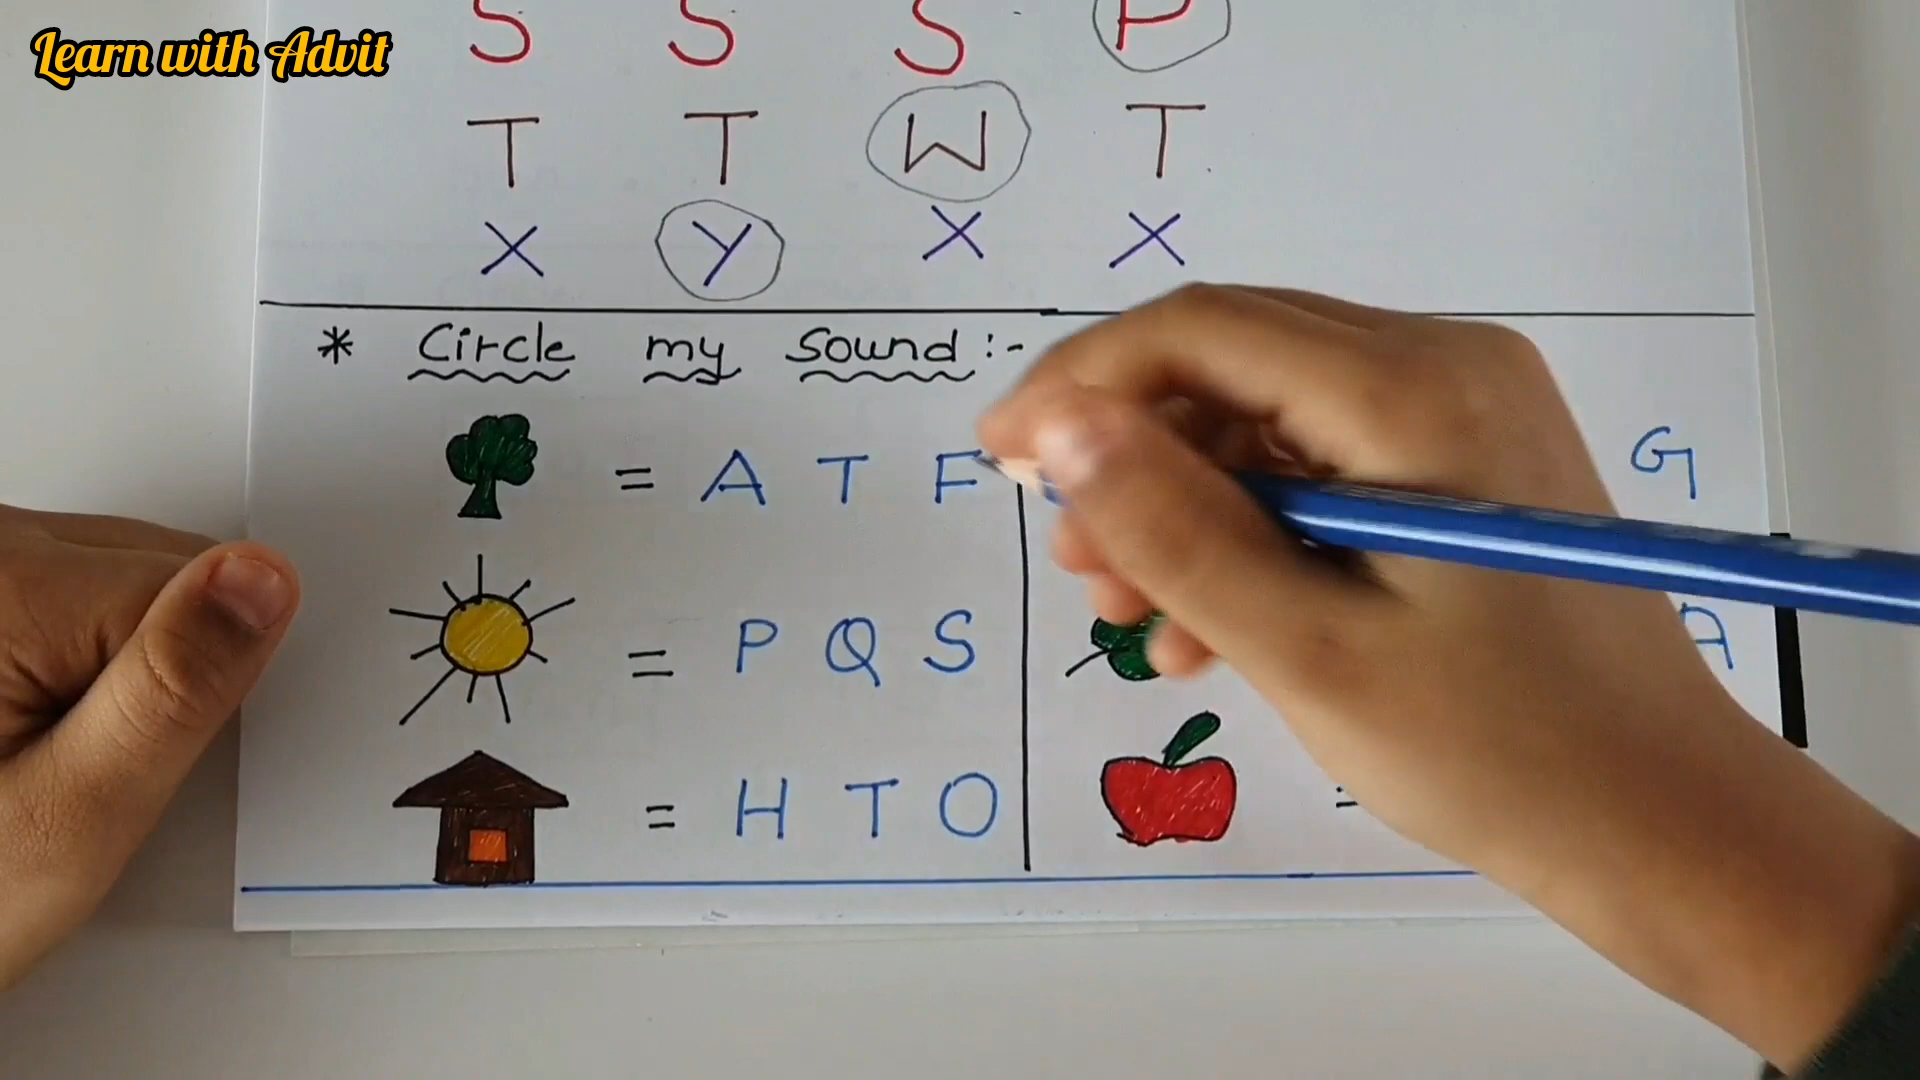 Learn with Advit
S S S P
T T W T
X Y X X
* Circle my Sound :-
= A T F
G
= P Q S
A
= H T O
=